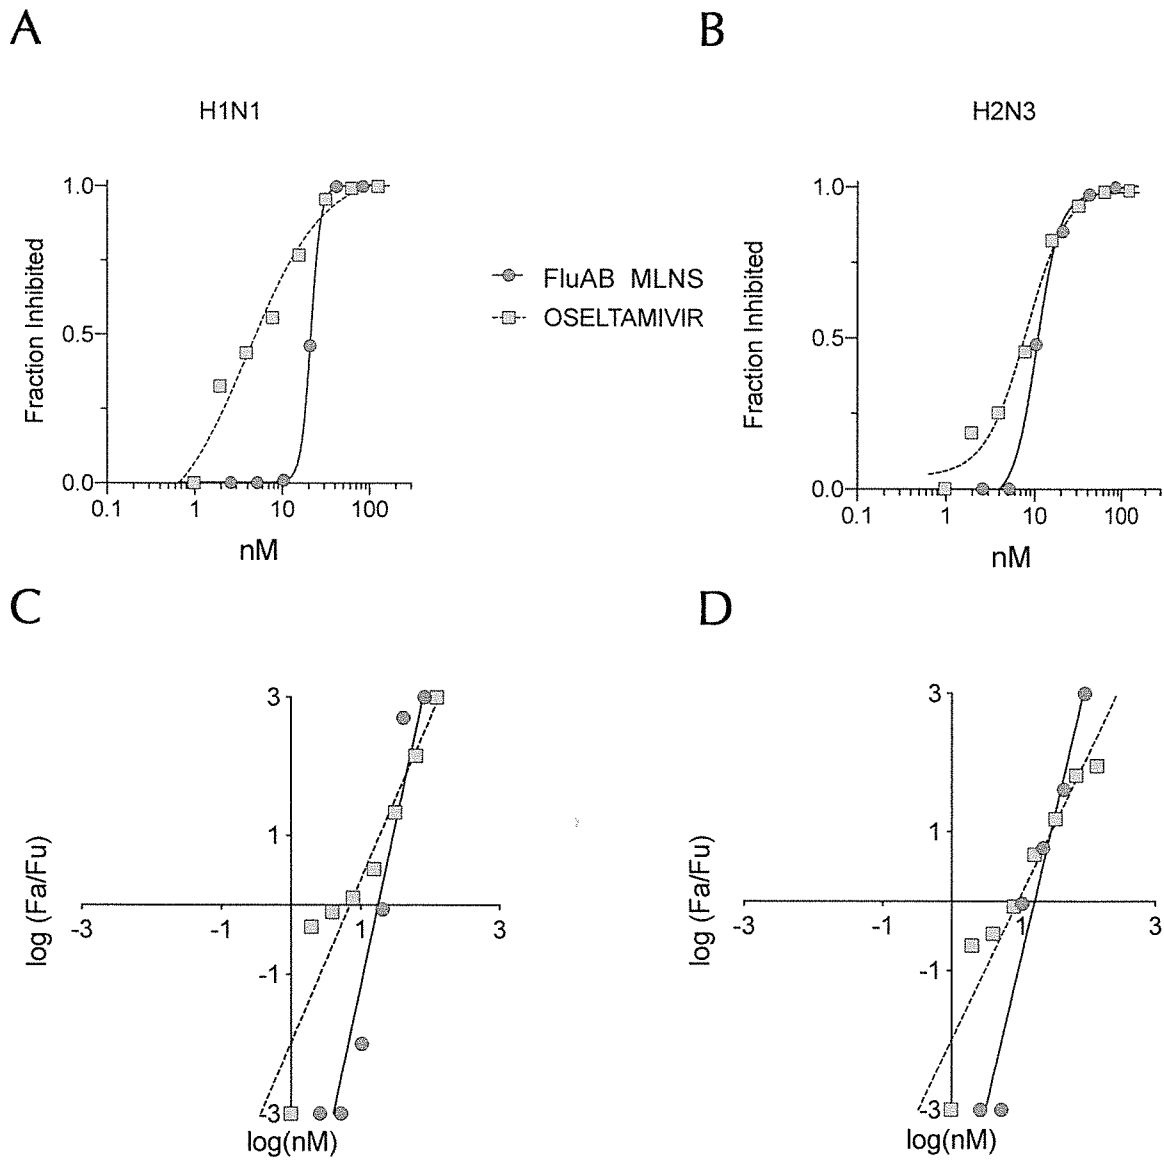 A
B
H1N1
H2N3
1.0
0.5
0.0
Fraction Inhibited
0.1
1
10
100
nM
FluAB MLNS
OSELTAMIVIR
1.0
0.5
0.0
Fraction Inhibited
0.1
1
10
100
nM
C
D
3
1
-1
-3
log (Fa/Fu)
-3
-1
1
3
log(nM)
3
1
-1
-3
log (Fa/Fu)
-3
-1
1
3
log(nM)